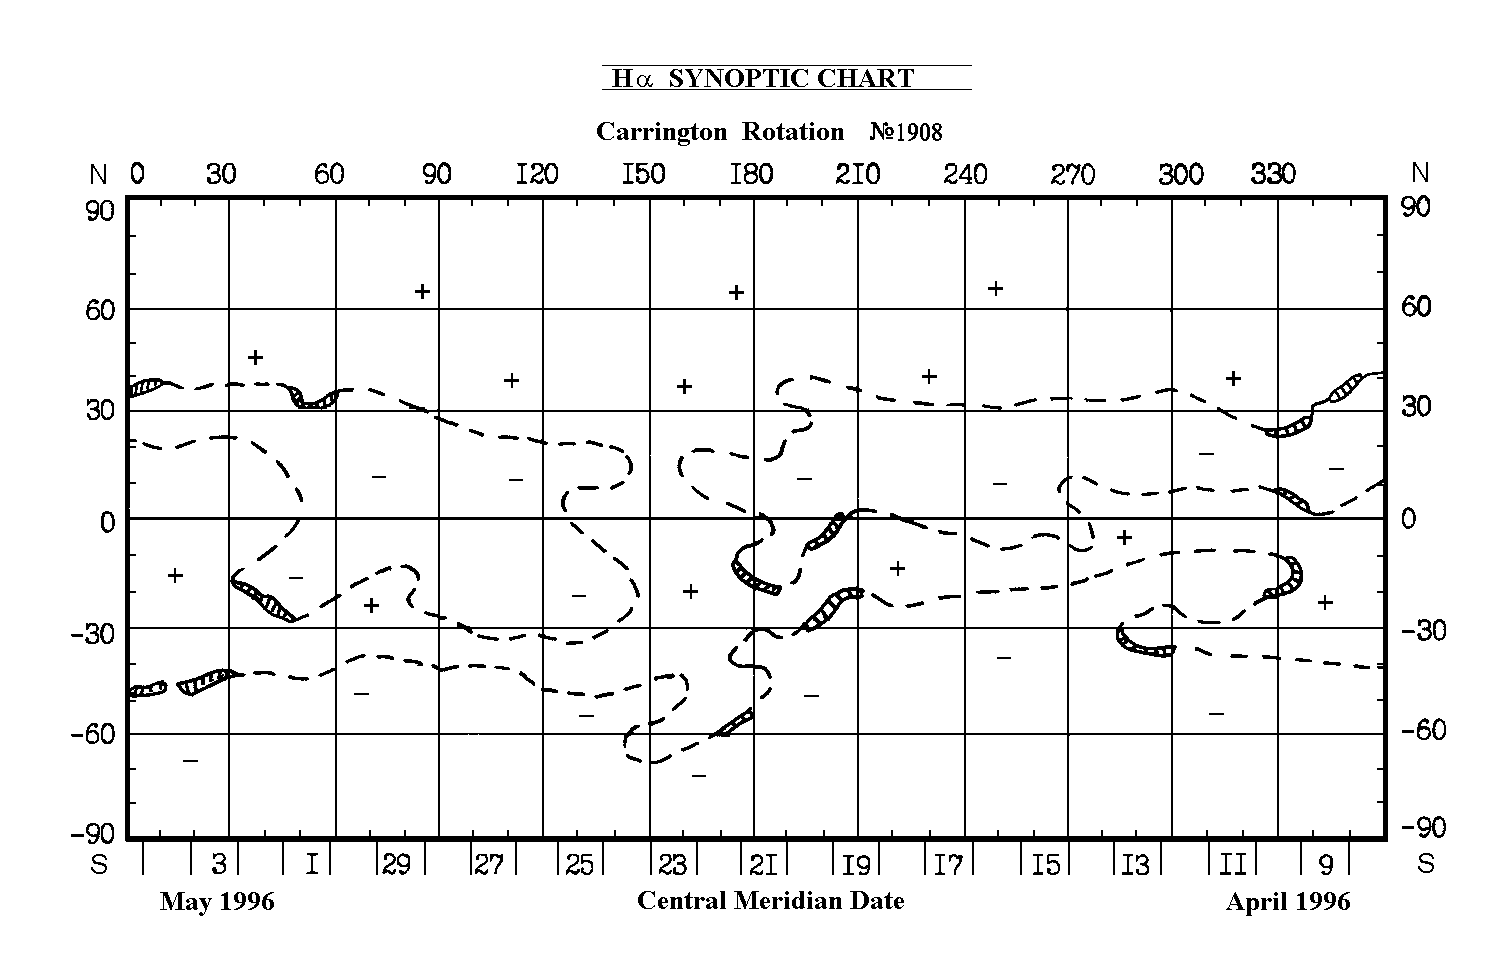 Hα SYNOPTIC CHART
Carrington Rotation №1908
N 0 30 60 90 I20 I50 I80 2I0 240 270 300 330 N
90 90
60 60
30 30
0 0
-30 -30
-60 -60
-90 -90
S 3 I 29 27 25 23 2I I9 I7 I5 I3 II 9 S
May 1996 Central Meridian Date April 1996